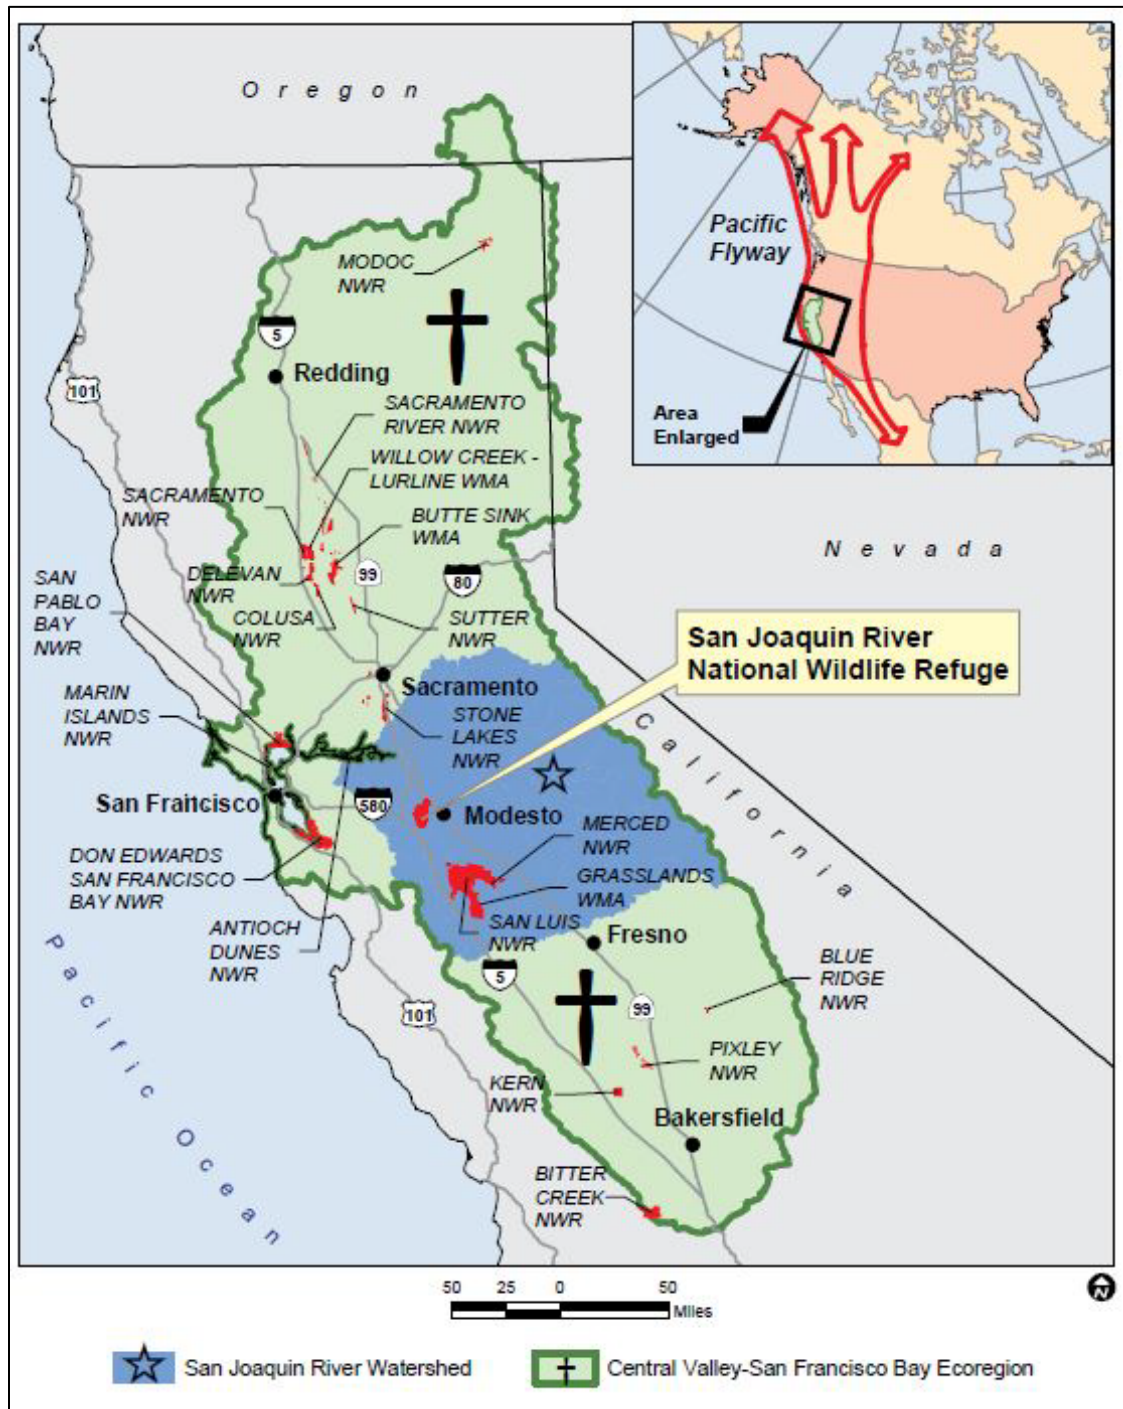 Oregon
MODOC
NWR
5
Redding
101
SACRAMENTO
RIVER NWR
WILLOW CREEK -
LURLINE WMA
SACRAMENTO
NWR
BUTTE SINK
WMA
DELEVAN
NWR
99
80
SAN
PABLO
BAY
NWR
COLUSA
NWR
SUTTER
NWR
Pacific
Flyway
Area
Enlarged
Nevada
San Joaquin River
National Wildlife Refuge
Sacramento
MARIN
ISLANDS
NWR
STONE
LAKES
NWR
California
San Francisco
580
Modesto
MERCED
NWR
DON EDWARDS
SAN FRANCISCO
BAY NWR
GRASSLANDS
WMA
ANTIOCH
DUNES
NWR
SAN LUIS
NWR
Fresno
Pacific Ocean
5
101
99
BLUE
RIDGE
NWR
PIXLEY
NWR
KERN
NWR
Bakersfield
BITTER
CREEK
NWR
50 25 0 50
Miles
N
San Joaquin River Watershed
Central Valley-San Francisco Bay Ecoregion